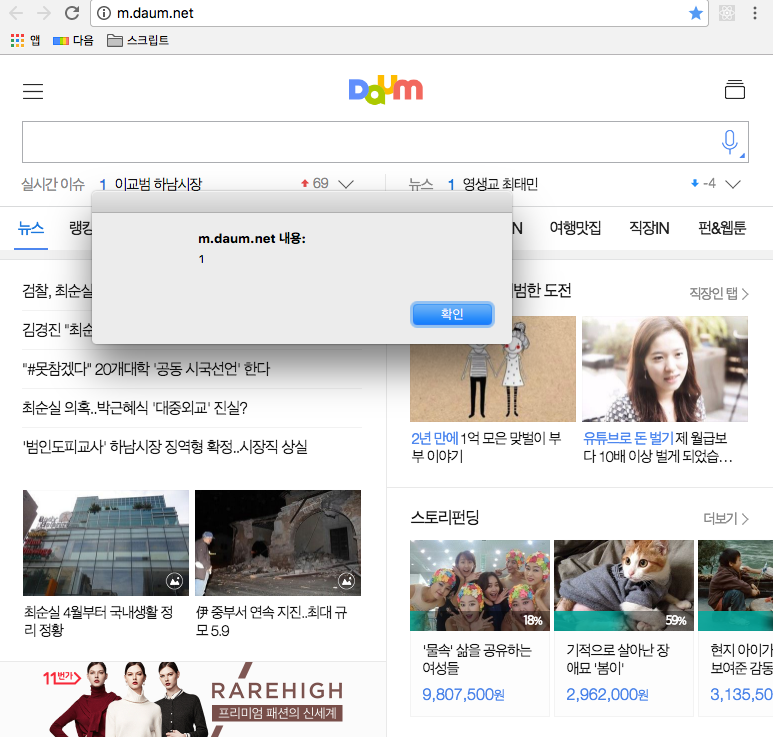 m.daum.net
앱
다음
스크립트
Daum
실시간 이슈 1 이교범 하남시장 69
뉴스 1 영생교 최태민 -4
뉴스
여행맛집
직장IN
펀&웹툰
m.daum.net 내용:
1
확인
검찰, 최순실
김경진 "최순
"#못참겠다" 20개대학 '공동 시국선언' 한다
최순실 의혹..박근혜식 '대중외교' 진실?
'범인도피교사' 하남시장 징역형 확정..시장직 상실
최순실 4월부터 국내생활 정
리 정황
伊 중부서 연속 지진..최대 규
모 5.9
11번가
RAREHIGH
프리미엄 패션의 신세계
범한 도전
직장인 탭
2년 만에 1억 모은 맞벌이 부
부 이야기
유튜브로 돈 벌기 제 월급보
다 10배 이상 벌게 되었습…
스토리펀딩
더보기
18%
59%
'물속' 삶을 공유하는
여성들
9,807,500원
기적으로 살아난 장
애묘 '봄이'
2,962,000원
현지 아이가
보여준 감동
3,135,50